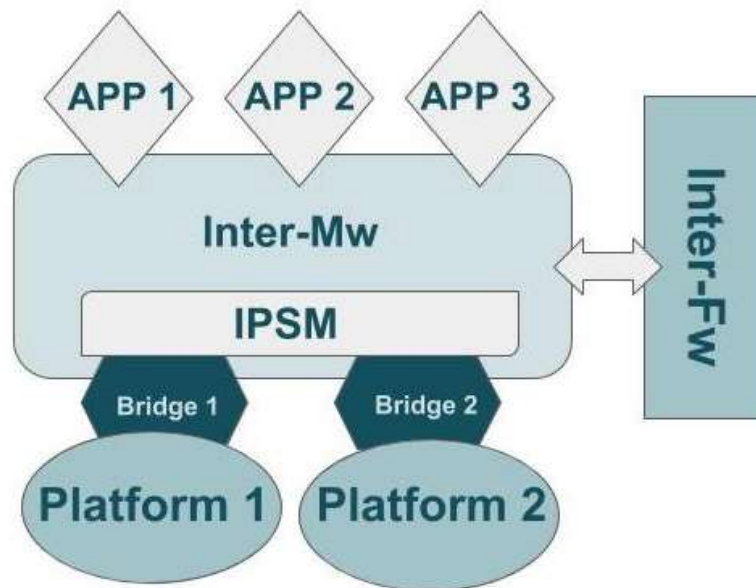 APP 1
APP 2
APP 3
Inter-Mw
Inter-Fw
IPSM
Bridge 1
Bridge 2
Platform 1
Platform 2